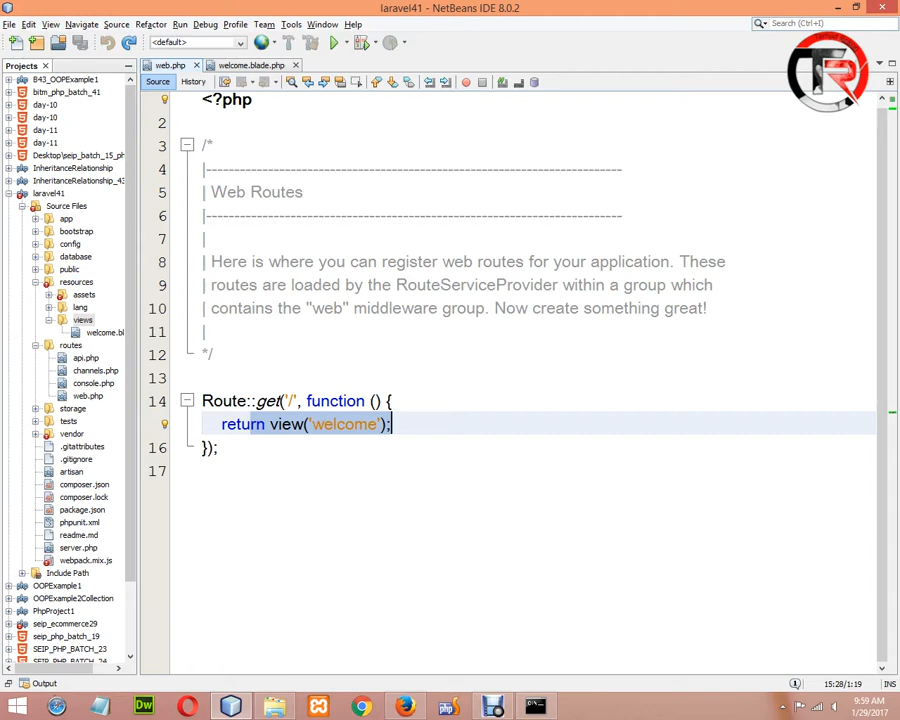 laravel41 - NetBeans IDE 8.0.2
File Edit View Navigate Source Refactor Run Debug Profile Team Tools Window Help
Search (Ctrl+I)
<default>
Projects
web.php welcome.blade.php
Source History
B43_OOPExample1
bitm_php_batch_41
day-10
day-10
day-11
day-11
Desktop\seip_batch_15_ph
InheritanceRelationship
InheritanceRelationship_43
laravel41
Source Files
app
bootstrap
config
database
public
resources
assets
lang
views
welcome.bl
routes
api.php
channels.php
console.php
web.php
storage
tests
vendor
.gitattributes
.gitignore
artisan
composer.json
composer.lock
package.json
phpunit.xml
readme.md
server.php
webpack.mix.js
Include Path
OOPExample1
OOPExample2Collection
PhpProject1
seip_ecommerce29
seip_php_batch_19
SEIP_PHP_BATCH_23
SEIP_PHP_BATCH_24
<?php
2
3 /*
4 |--------------------------------------------------------------------------
5 | Web Routes
6 |--------------------------------------------------------------------------
7 |
8 | Here is where you can register web routes for your application. These
9 | routes are loaded by the RouteServiceProvider within a group which
10 | contains the "web" middleware group. Now create something great!
11 |
12 */
13
14 Route::get('/', function () {
return view('welcome');
16 });
17
Output
15:28/1:19 INS
9:59 AM
1/29/2017